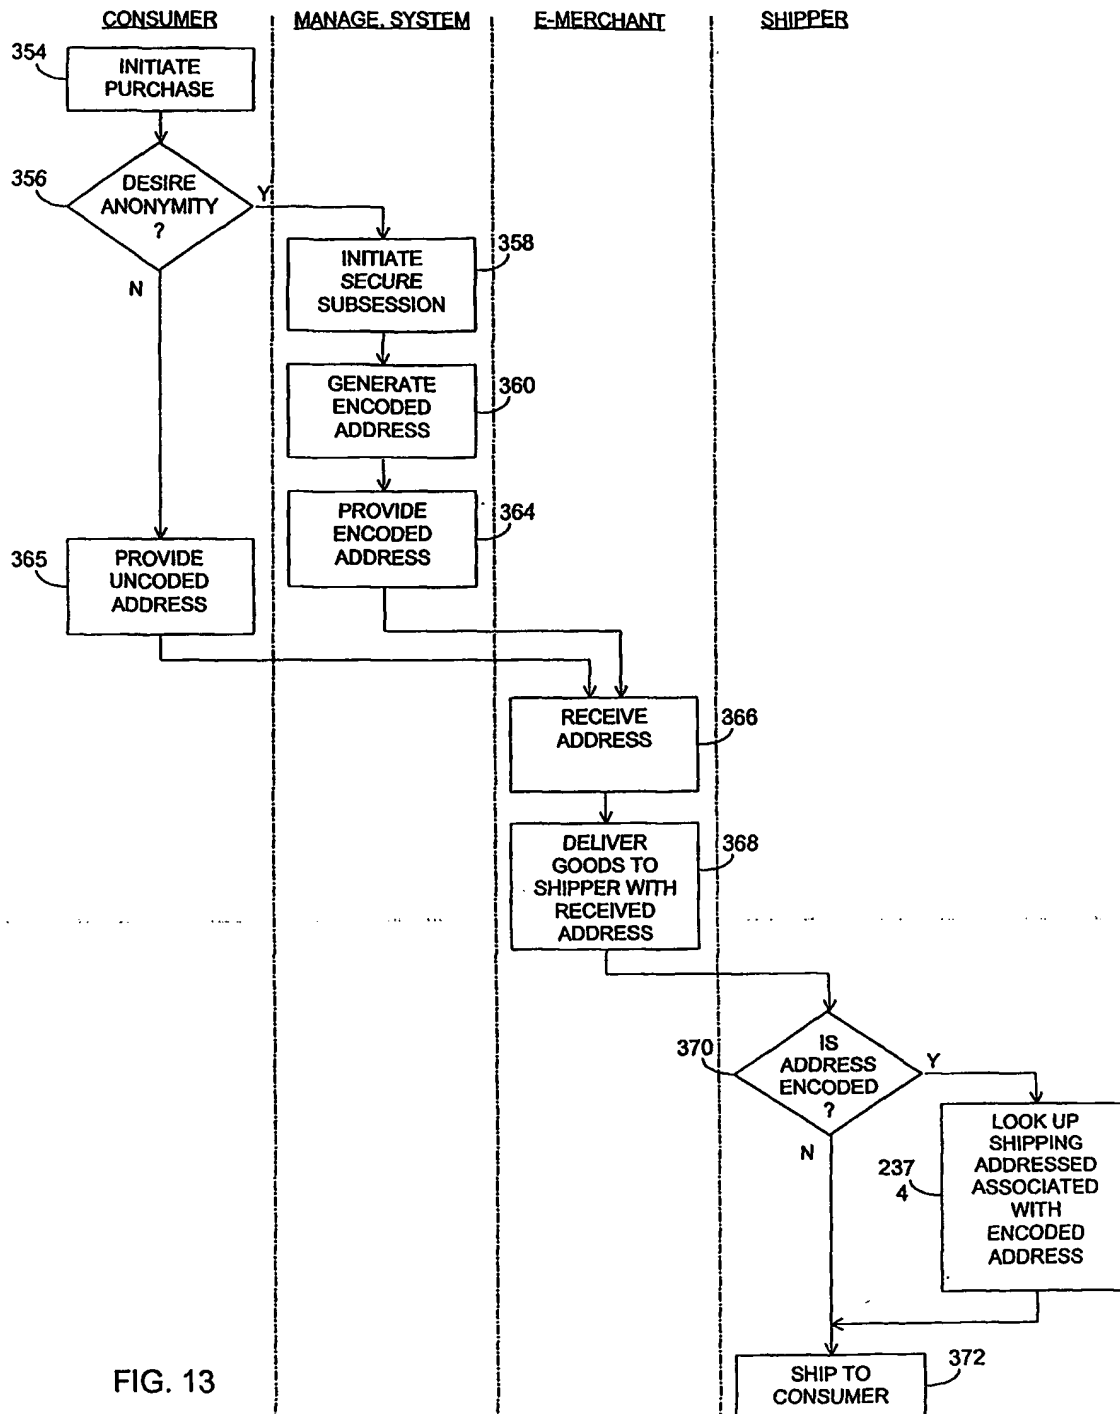 CONSUMER
MANAGE. SYSTEM
E-MERCHANT
SHIPPER
354
INITIATE
PURCHASE
356
DESIRE
ANONYMITY
?
Y
N
358
INITIATE
SECURE
SUBSESSION
360
GENERATE
ENCODED
ADDRESS
364
PROVIDE
ENCODED
ADDRESS
365
PROVIDE
UNCODED
ADDRESS
366
RECEIVE
ADDRESS
368
DELIVER
GOODS TO
SHIPPER WITH
RECEIVED
ADDRESS
370
IS
ADDRESS
ENCODED
?
Y
N
237
4
LOOK UP
SHIPPING
ADDRESSED
ASSOCIATED
WITH
ENCODED
ADDRESS
372
SHIP TO
CONSUMER
FIG. 13